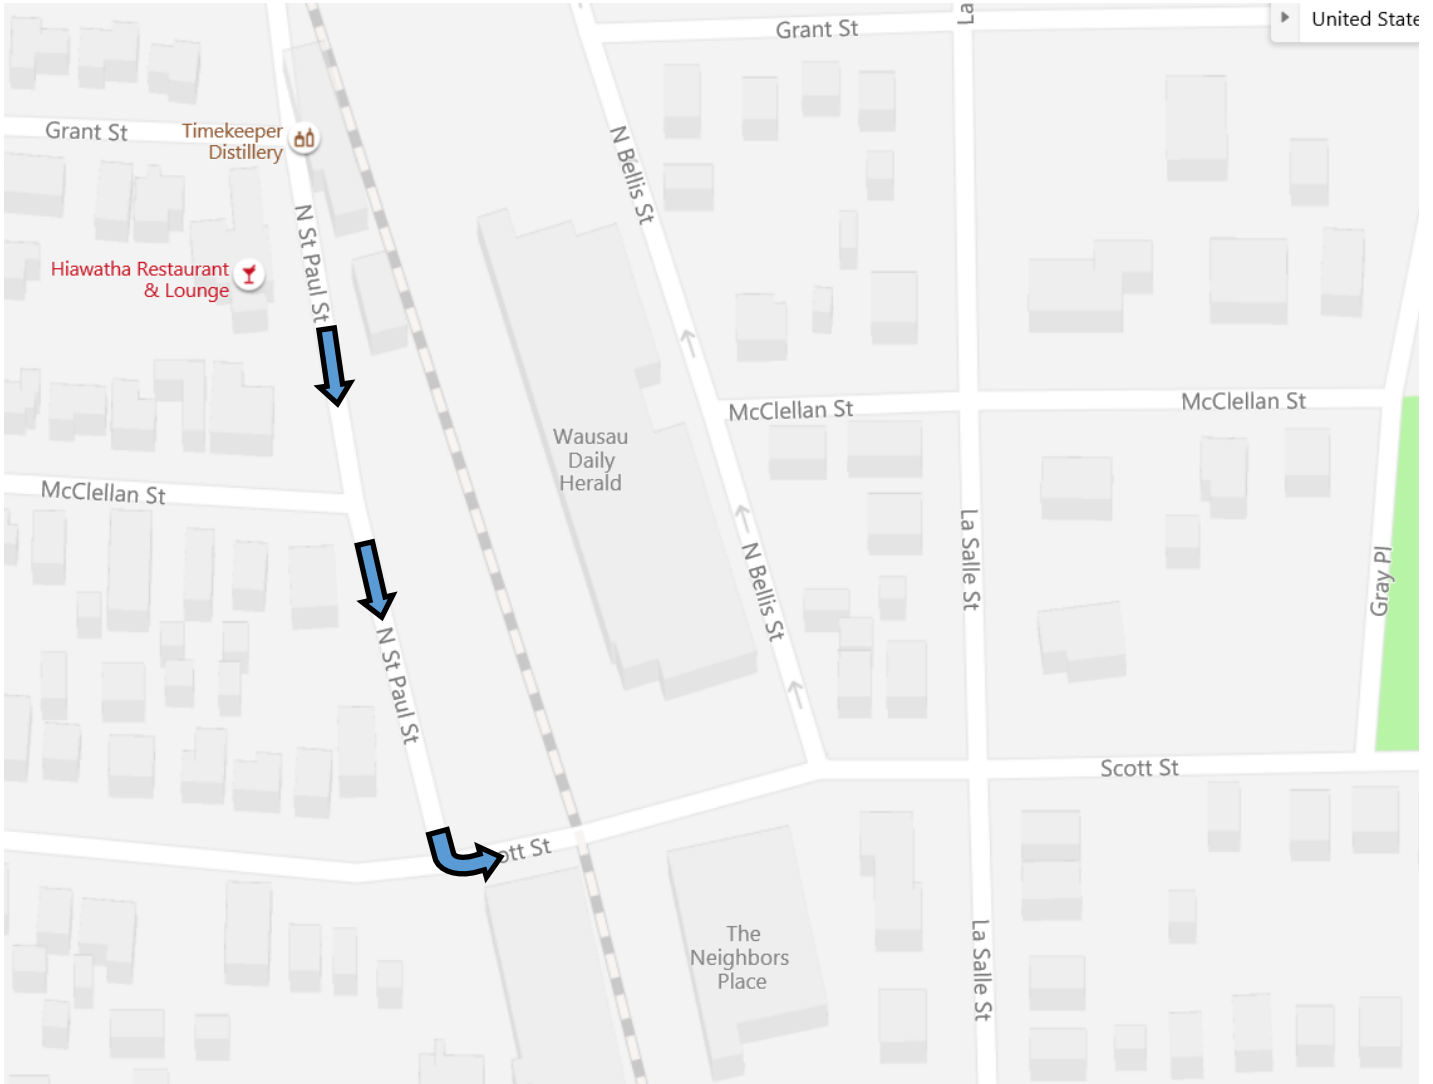 La
United State
Grant St
Grant St
Timekeeper
Distillery
N Bellis St
N St Paul St
Hiawatha Restaurant
& Lounge
McClellan St
McClellan St
Wausau
Daily
Herald
McClellan St
La Salle St
N Bellis St
Gray Pl
N St Paul St
Scott St
ott St
The
Neighbors
Place
La Salle St